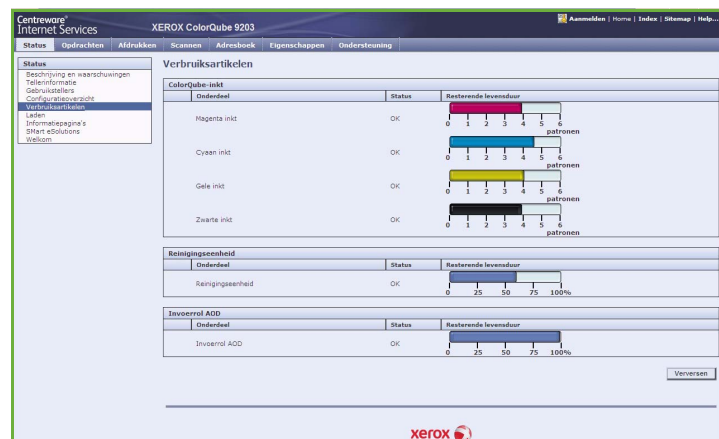 Centreware®
Internet Services
XEROX ColorQube 9203
Aanmelden | Home | Index | Sitemap | Help...
Status Opdrachten Afdrukken Scannen Adresboek Eigenschappen Ondersteuning
Status
Beschrijving en waarschuwingen
Tellerinformatie
Gebruikstellers
Configuratieoverzicht
Verbruiksartikelen
Laden
Informatiepagina's
SMart eSolutions
Welkom
Verbruiksartikelen
ColorQube-inkt
Onderdeel Status Resterende levensduur
Magenta inkt OK
0 1 2 3 4 5 6
patronen
Cyaan inkt OK
0 1 2 3 4 5 6
patronen
Gele inkt OK
0 1 2 3 4 5 6
patronen
Zwarte inkt OK
0 1 2 3 4 5 6
patronen
Reinigingseenheid
Onderdeel Status Resterende levensduur
Reinigingseenheid OK
0 25 50 75 100%
Invoerrol AOD
Onderdeel Status Resterende levensduur
Invoerrol AOD OK
0 25 50 75 100%
Verversen
xerox